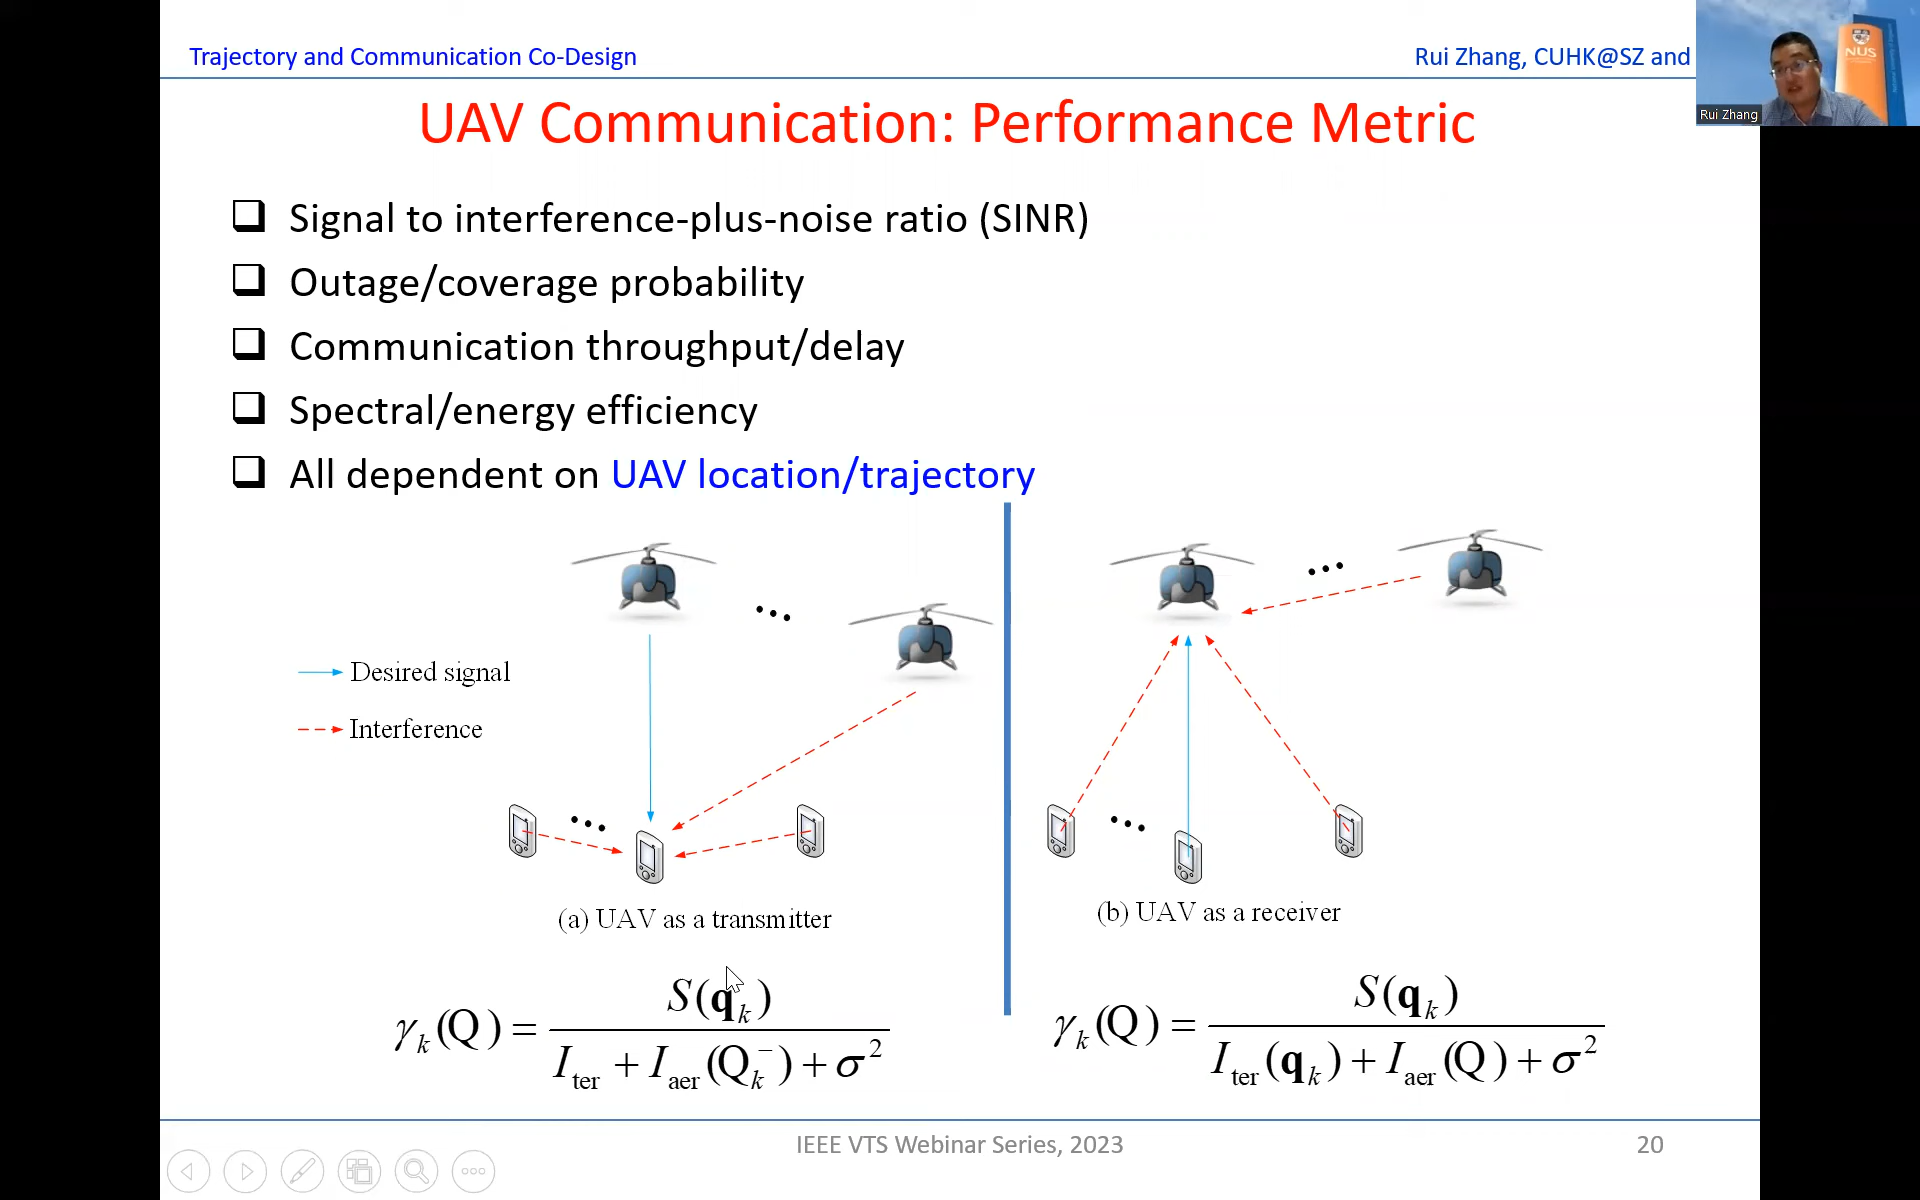 Trajectory and Communication Co-Design
Rui Zhang, CUHK@SZ and
NUS
Rui Zhang
UAV Communication: Performance Metric
❑ Signal to interference-plus-noise ratio (SINR)
❑ Outage/coverage probability
❑ Communication throughput/delay
❑ Spectral/energy efficiency
❑ All dependent on UAV location/trajectory
Desired signal
Interference
(a) UAV as a transmitter
(b) UAV as a receiver
γ_k(Q) = S(q_k) / (I_ter + I_aer(Q_k^-) + σ^2)
γ_k(Q) = S(q_k) / (I_ter(q_k) + I_aer(Q) + σ^2)
IEEE VTS Webinar Series, 2023
20